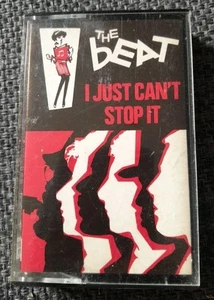 THE
beat
I JUST CAN'T
STOP IT